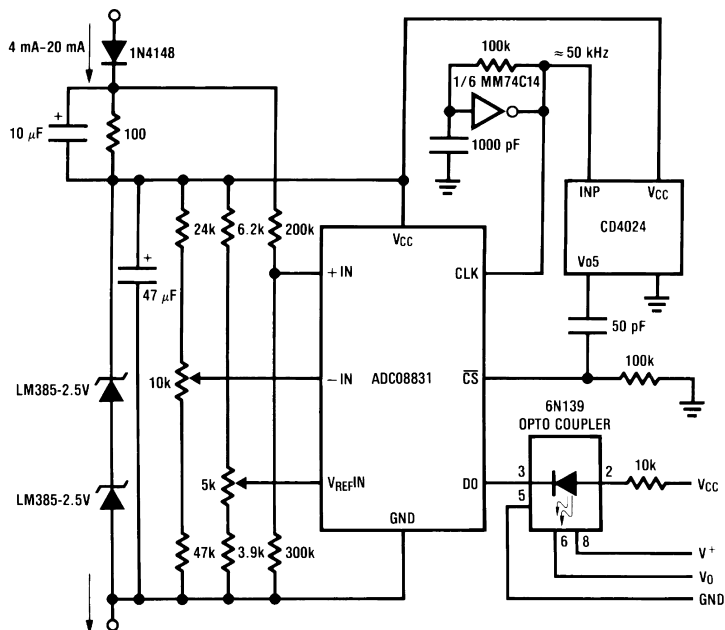 4 mA-20 mA
1N4148
10 µF
+
100
100k
≈ 50 kHz
1/6 MM74C14
1000 pF
INP
VCC
CD4024
Vo5
50 pF
100k
+
47 µF
24k
6.2k
200k
VCC
+IN
CLK
LM385-2.5V
10k
−IN
ADC08831
CS
6N139
OPTO COUPLER
LM385-2.5V
5k
VREFIN
DO
3
2
10k
VCC
5
GND
47k
3.9k
300k
6
8
V+
VO
GND